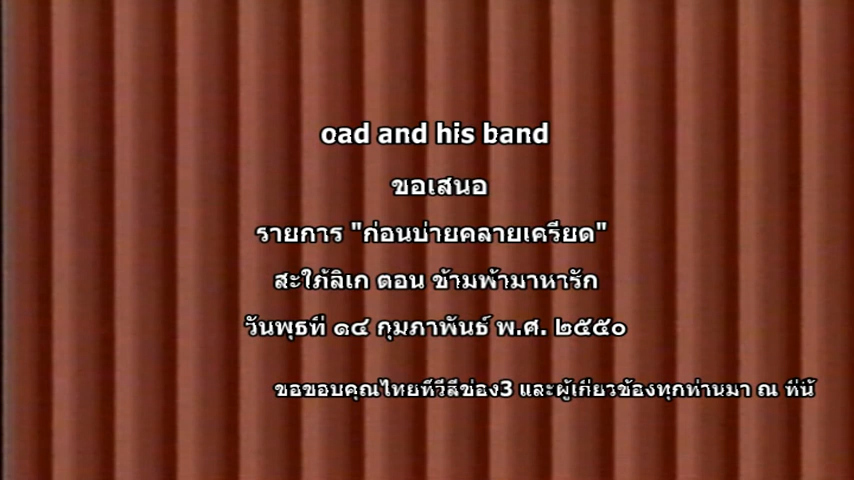 oad and his band
ขอเสนอ
รายการ "ก่อนบ่ายคลายเครียด"
สะใภ้ลิเก ตอน ข้ามฟ้ามาหารัก
วันพุธที่ ๑๔ กุมภาพันธ์ พ.ศ. ๒๕๕๐
ขอขอบคุณไทยทีวีสีช่อง3 และผู้เกี่ยวข้องทุกท่านมา ณ ที่นี้